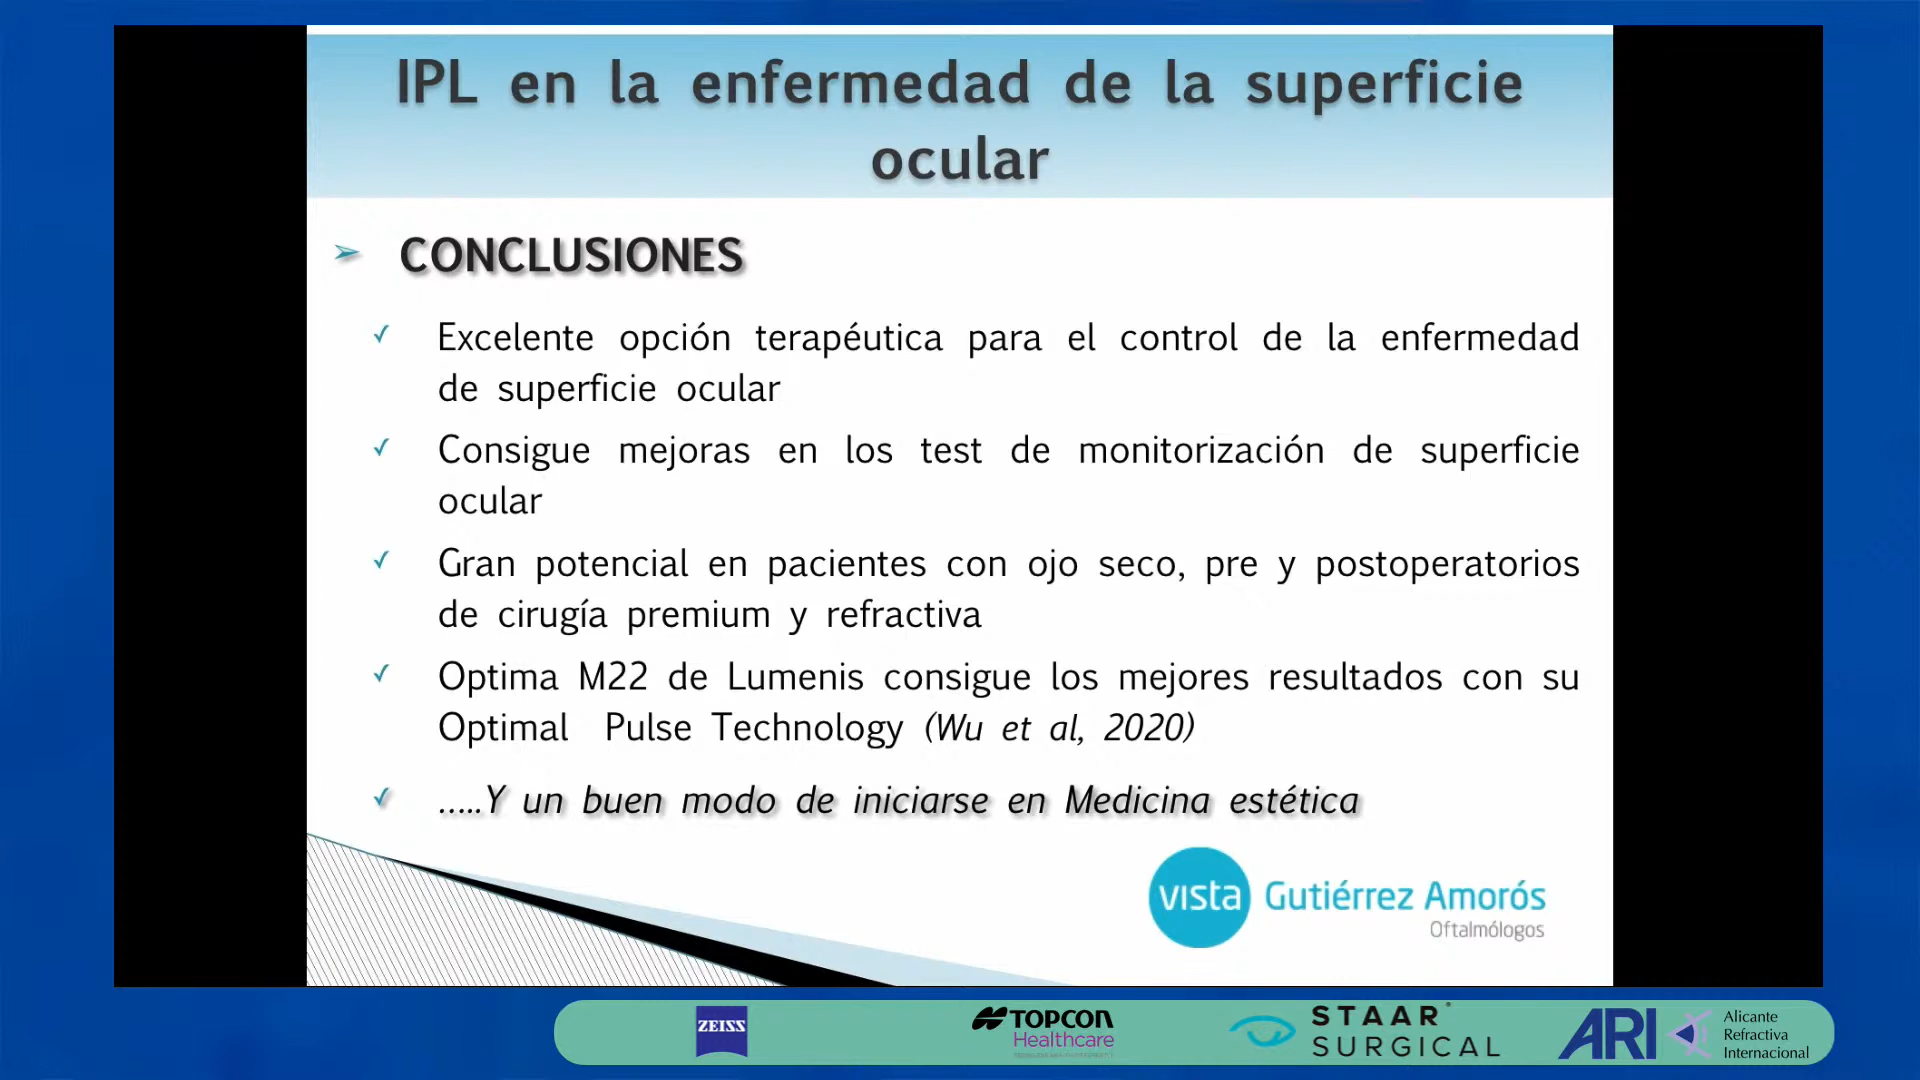 IPL en la enfermedad de la superficie
ocular
CONCLUSIONES
Excelente opción terapéutica para el control de la enfermedad
de superficie ocular
Consigue mejoras en los test de monitorización de superficie
ocular
Gran potencial en pacientes con ojo seco, pre y postoperatorios
de cirugía premium y refractiva
Optima M22 de Lumenis consigue los mejores resultados con su
Optimal Pulse Technology (Wu et al, 2020)
.....Y un buen modo de iniciarse en Medicina estética
vısta Gutiérrez Amorós
Oftalmólogos
ZEISS
TOPCON
Healthcare
STAAR
SURGICAL
ARI
Alicante
Refractiva
Internacional